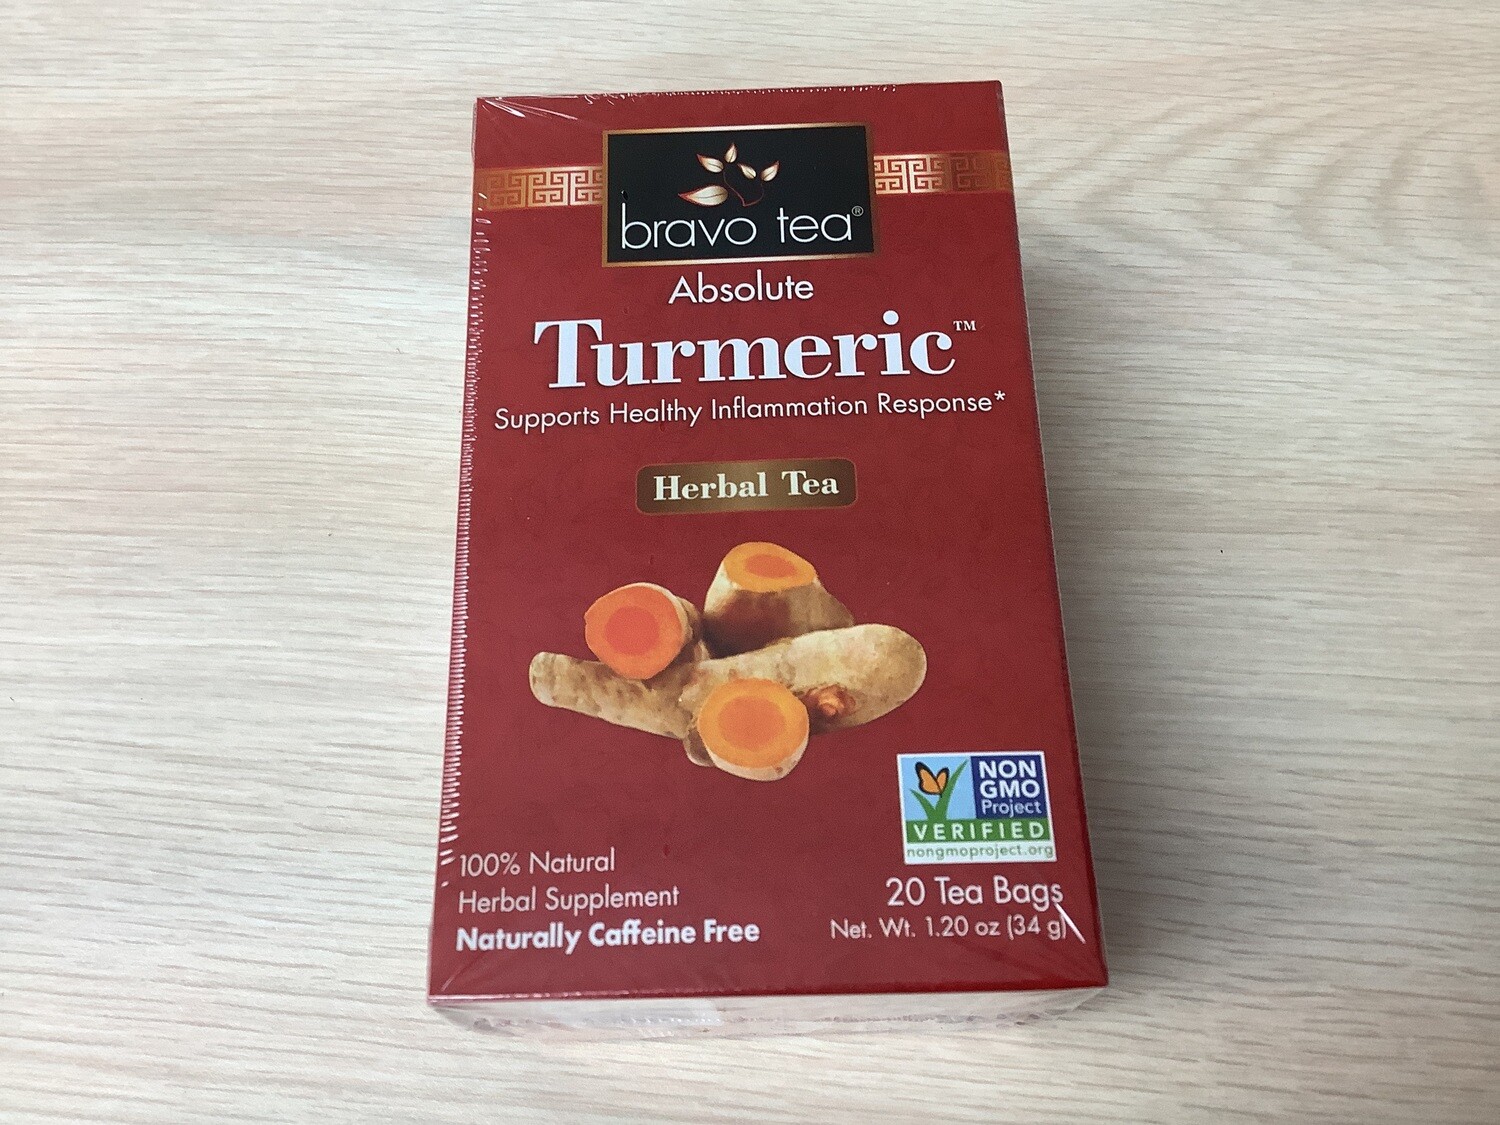 bravo tea®
Absolute
Turmeric™
Supports Healthy Inflammation Response*
Herbal Tea
NON
GMO
Project
VERIFIED
nongmoproject.org
100% Natural
Herbal Supplement
Naturally Caffeine Free
20 Tea Bags
Net. Wt. 1.20 oz (34 g)